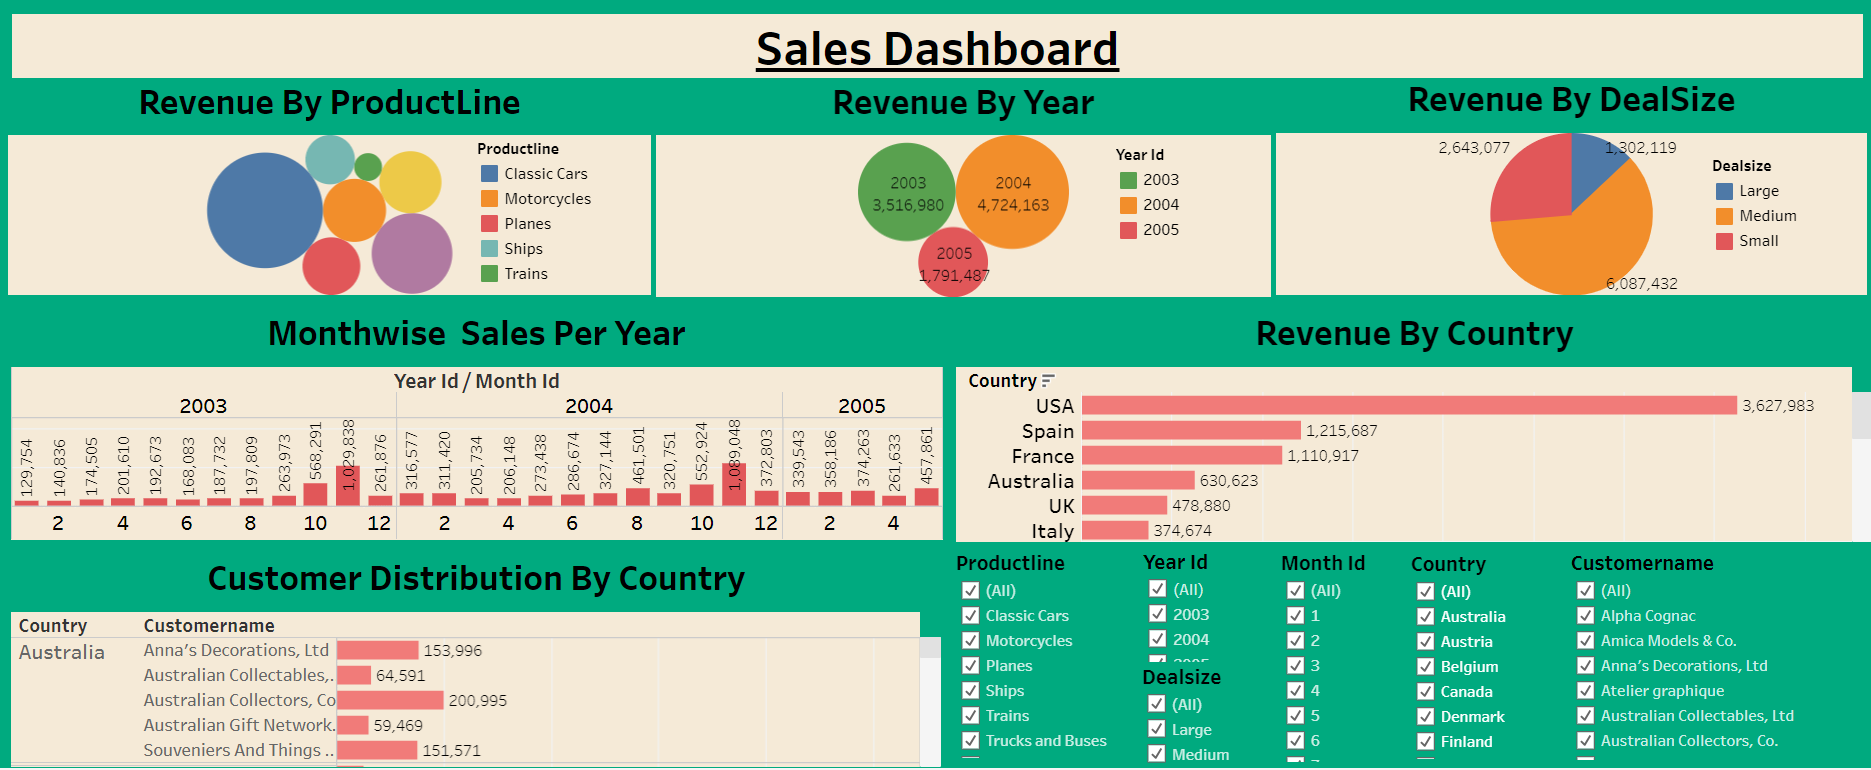 Sales Dashboard
Revenue By ProductLine
Productline
Classic Cars
Motorcycles
Planes
Ships
Trains
Revenue By Year
2003
3,516,980
2004
4,724,163
2005
1,791,487
Year Id
2003
2004
2005
Revenue By DealSize
2,643,077
1,302,119
6,087,432
Dealsize
Large
Medium
Small
Monthwise Sales Per Year
Year Id / Month Id
2003 2004 2005
129,754 140,836 174,505 201,610 192,673 168,083 187,732 197,809 263,973 568,291 1,029,838 261,876 316,577 311,420 205,734 206,148 273,438 286,674 327,144 461,501 320,751 552,924 1,089,048 372,803 339,543 358,186 374,263 261,633 457,861
2 4 6 8 10 12 2 4 6 8 10 12 2 4
Revenue By Country
Country
USA 3,627,983
Spain 1,215,687
France 1,110,917
Australia 630,623
UK 478,880
Italy 374,674
Customer Distribution By Country
Country Customername
Australia Anna's Decorations, Ltd 153,996
Australian Collectables,.. 64,591
Australian Collectors, Co 200,995
Australian Gift Network.. 59,469
Souveniers And Things .. 151,571
Productline
(All)
Classic Cars
Motorcycles
Planes
Ships
Trains
Trucks and Buses
Year Id
(All)
2003
2004
2005
Dealsize
(All)
Large
Medium
Month Id
(All)
1
2
3
4
5
6
Country
(All)
Australia
Austria
Belgium
Canada
Denmark
Finland
Customername
(All)
Alpha Cognac
Amica Models & Co.
Anna's Decorations, Ltd
Atelier graphique
Australian Collectables, Ltd
Australian Collectors, Co.